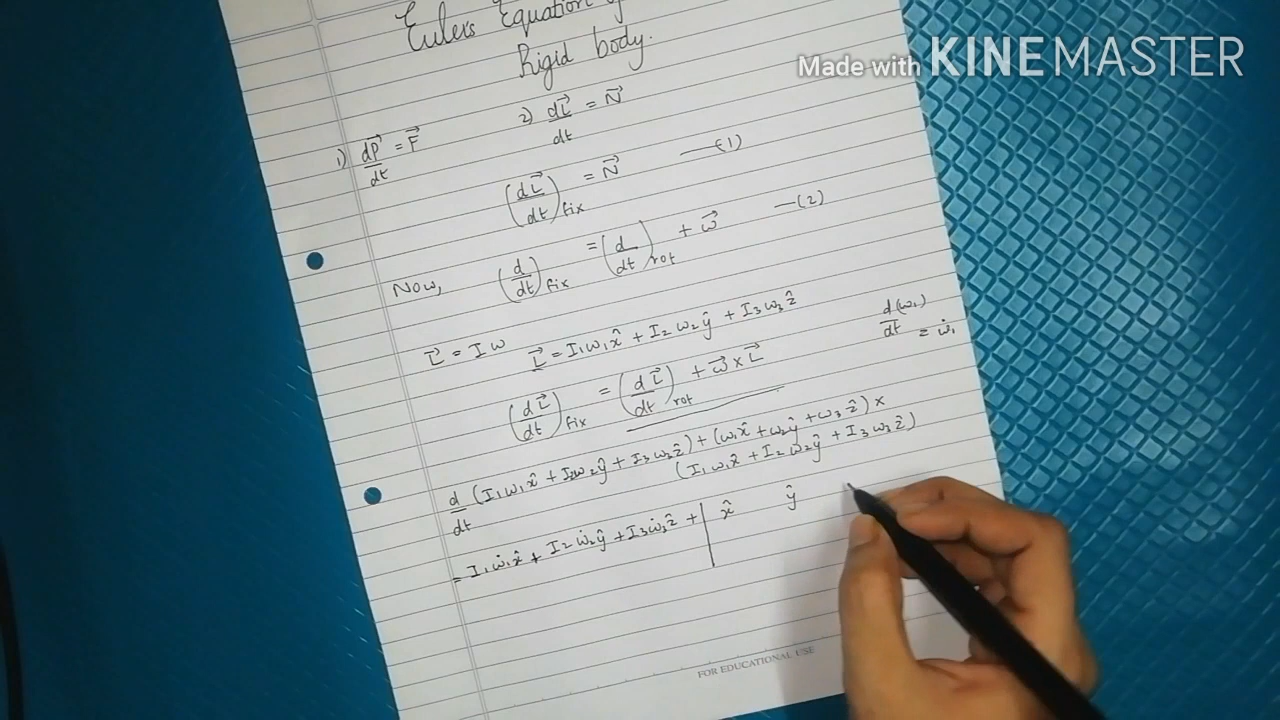 Made with KINEMASTER
Eulers Equation
Rigid body.
1) dP⃗/dt = F⃗ 2) dL⃗/dt = N⃗
(dL⃗/dt)fix = N⃗ —(1)
Now, (d/dt)fix = (d/dt)rot + ω⃗ —(2)
L⃗ = I ω L⃗ = I₁ω₁x̂ + I₂ω₂ŷ + I₃ω₃ẑ
d(ω₁)/dt = ω̇₁
(dL⃗/dt)fix = (dL⃗/dt)rot + ω⃗ × L⃗
d/dt (I₁ω₁x̂ + I₂ω₂ŷ + I₃ω₃ẑ) + (ω₁x̂ + ω₂ŷ + ω₃ẑ) ×
(I₁ω₁x̂ + I₂ω₂ŷ + I₃ω₃ẑ)
= I₁ω̇₁x̂ + I₂ω̇₂ŷ + I₃ω̇₃ẑ + | x̂ ŷ
FOR EDUCATIONAL USE